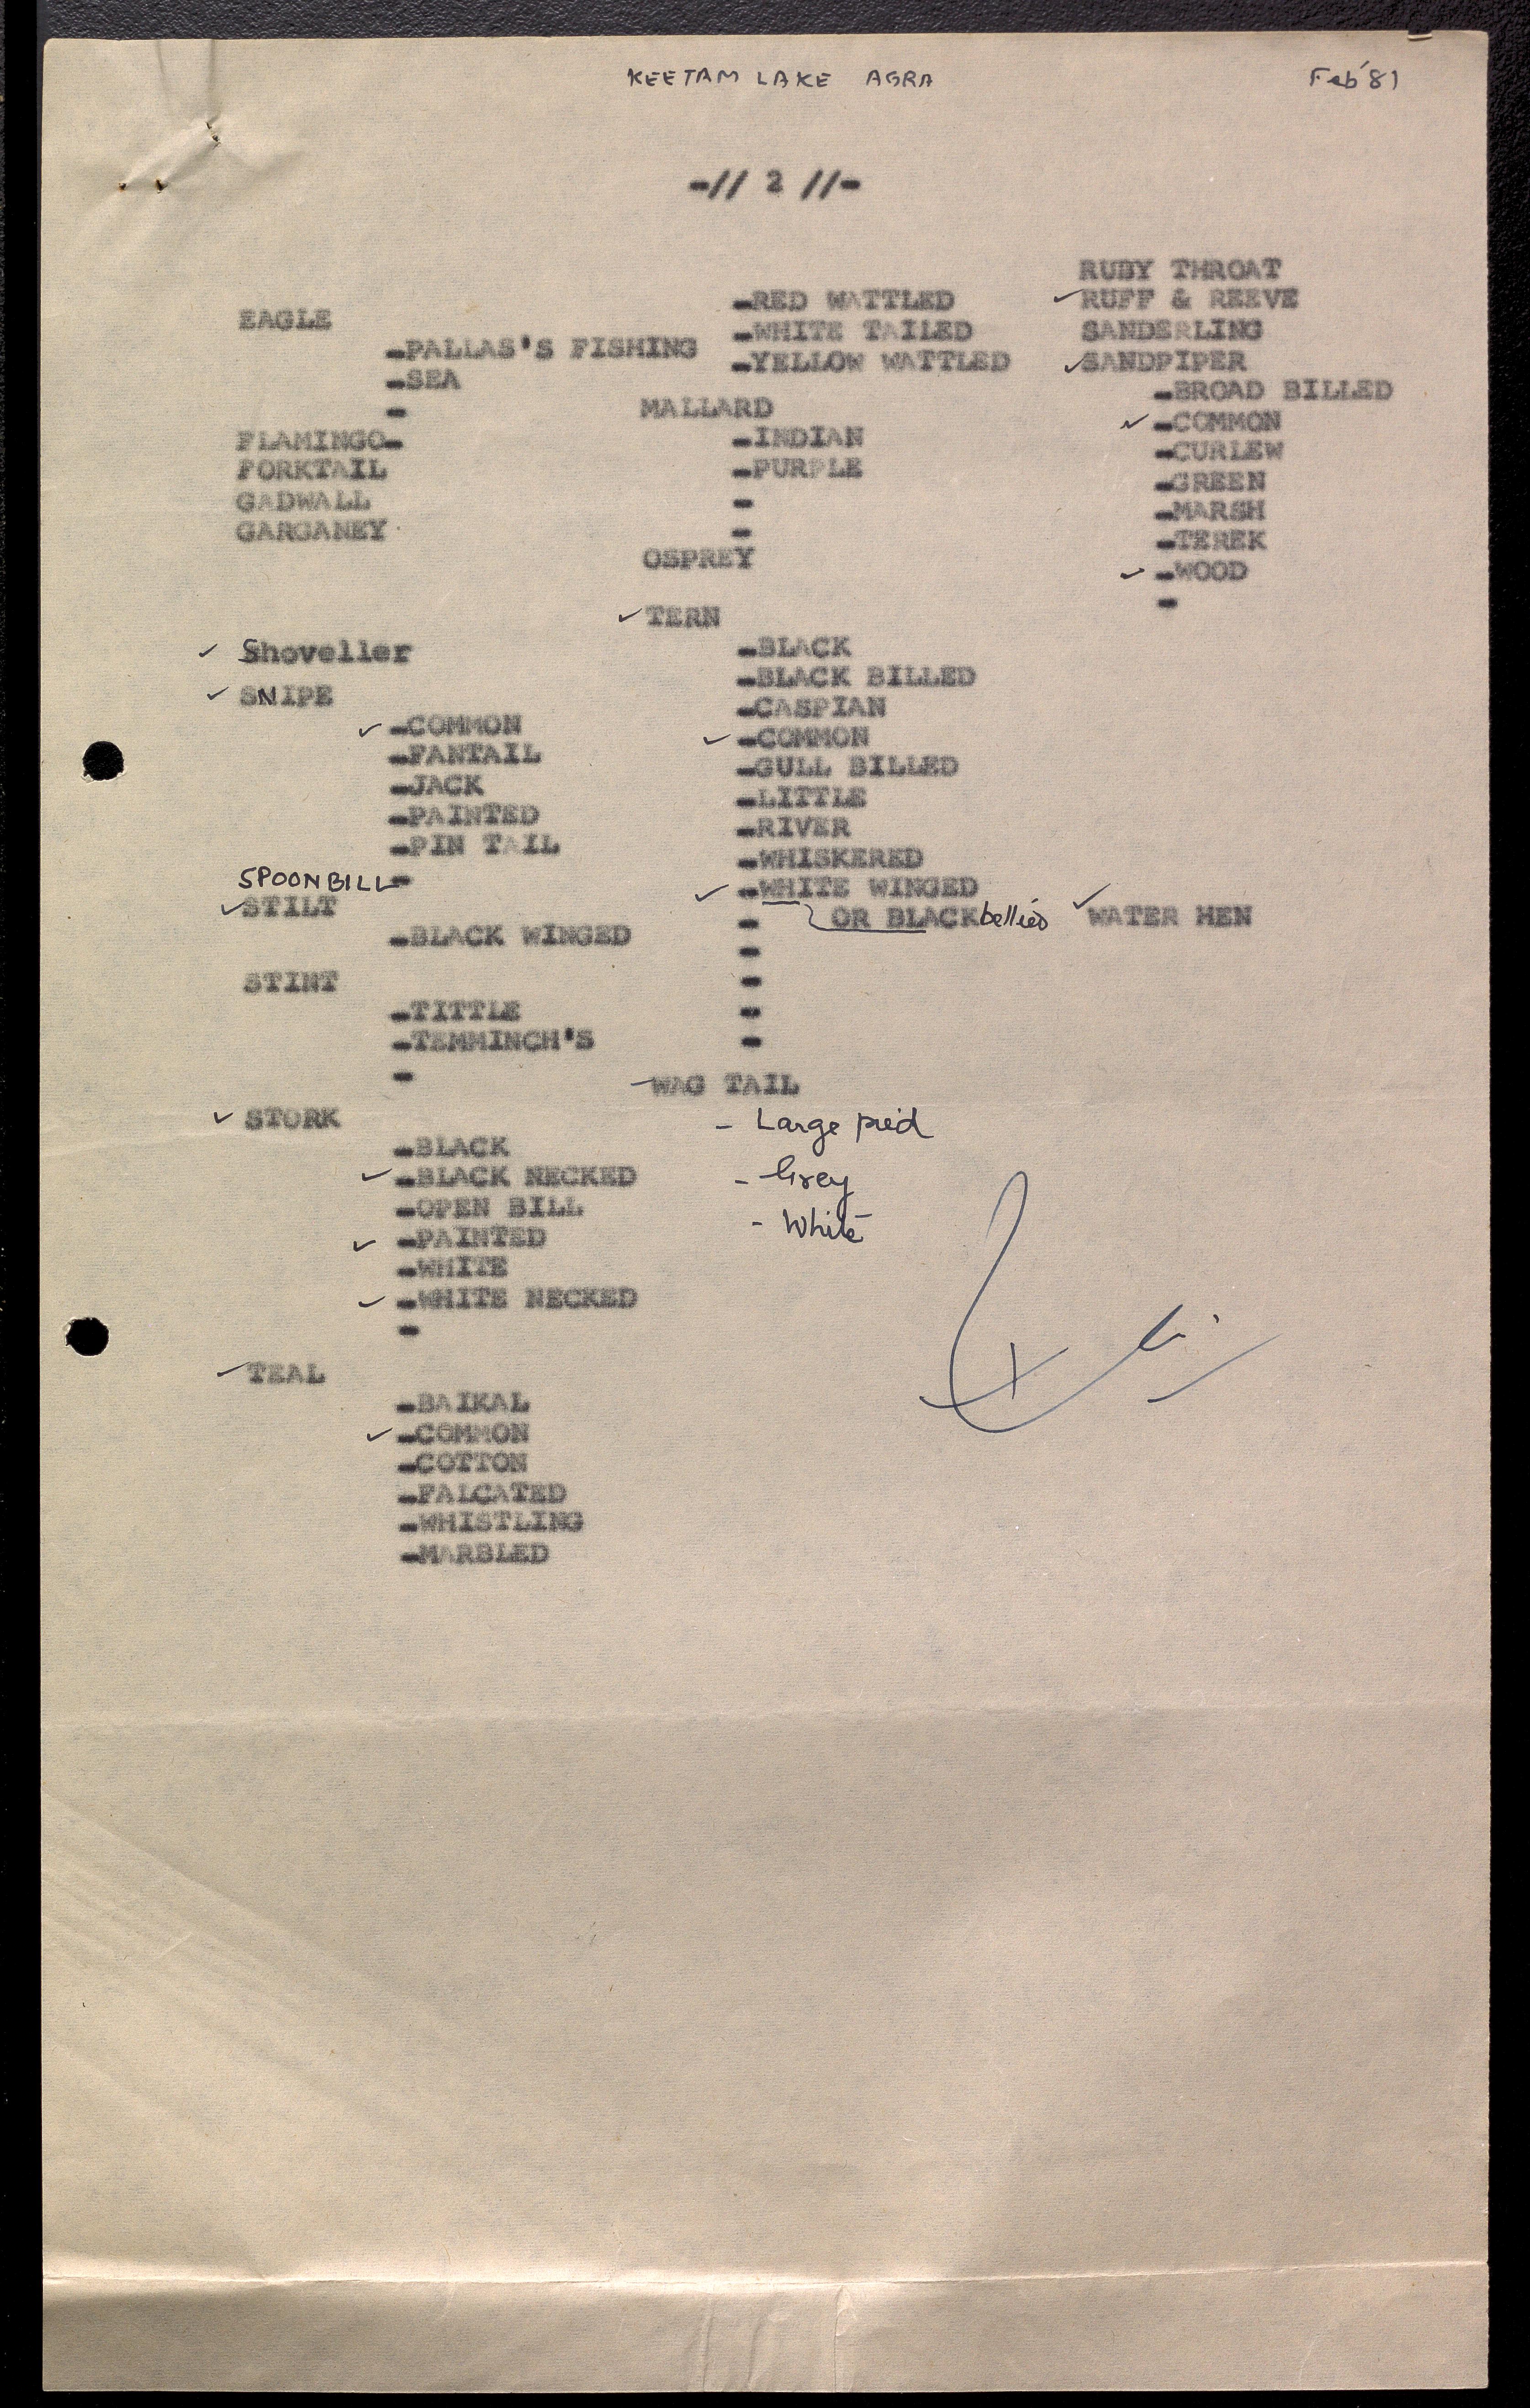 KEETAM LAKE AGRA
Feb'81
-// 2 //-
EAGLE
-PALLAS'S FISHING
-SEA
-
FLAMINGO-
FORKTAIL
GADWALL
GARGANEY
✓ Shoveller
✓ SNIPE
✓ -COMMON
-FANTAIL
-JACK
-PAINTED
-PIN TAIL
SPOONBILL-
✓STILT
-BLACK WINGED
STINT
-TITTLE
-TEMMINCH'S
-
✓ STORK
-BLACK
✓ -BLACK NECKED
-OPEN BILL
✓ -PAINTED
-WHITE
✓ -WHITE NECKED
-
✓TEAL
-BAIKAL
✓ -COMMON
-COTTON
-FALCATED
-WHISTLING
-MARBLED
-RED WATTLED
-WHITE TAILED
-YELLOW WATTLED
MALLARD
-INDIAN
-PURPLE
-
-
OSPREY
✓TERN
-BLACK
-BLACK BILLED
-CASPIAN
✓ -COMMON
-GULL BILLED
-LITTLE
-RIVER
-WHISKERED
✓ -WHITE WINGED
- OR BLACKbellied
-
-
-
-
-WAG TAIL
- Large pied
- Grey
- White
RUBY THROAT
✓RUFF & REEVE
SANDERLING
✓SANDPIPER
-BROAD BILLED
✓ -COMMON
-CURLEW
-GREEN
-MARSH
-TEREK
✓ -WOOD
-
✓WATER HEN